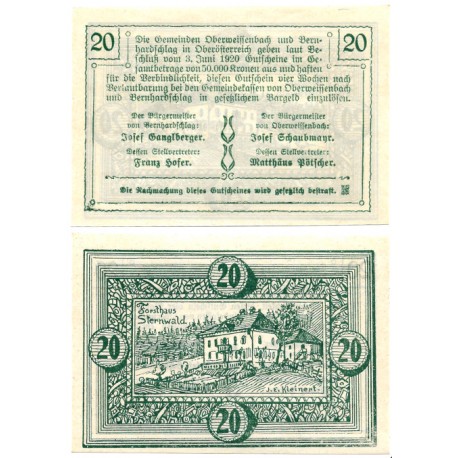 20
20
Die Gemeinden Oberweissenbach und Bern-
hardschlag in Oberösterreich geben laut Be-
schluß vom 3. Juni 1920 Gutscheine im Ge-
samtbetrage von 50.000 Kronen aus und haften
für die Verbindlichkeit, diesen Gutschein vier Wochen nach
Verlautbarung bei den Gemeindekassen von Oberweissenbach
und Bernhardschlag in gesetzlichem Bargeld einzulösen.
Der Bürgermeister
von Bernhardschlag:
Josef Ganglberger.
Dessen Stellvertreter:
Franz Hofer.
Der Bürgermeister
von Oberweissenbach:
Josef Schaubmayr.
Dessen Stellvertreter:
Matthäus Pötscher.
Die Nachmachung dieses Gutscheines wird gesetzlich bestraft.
20
Forsthaus
Sternwald
20
20
J. E. Kleinert.
20